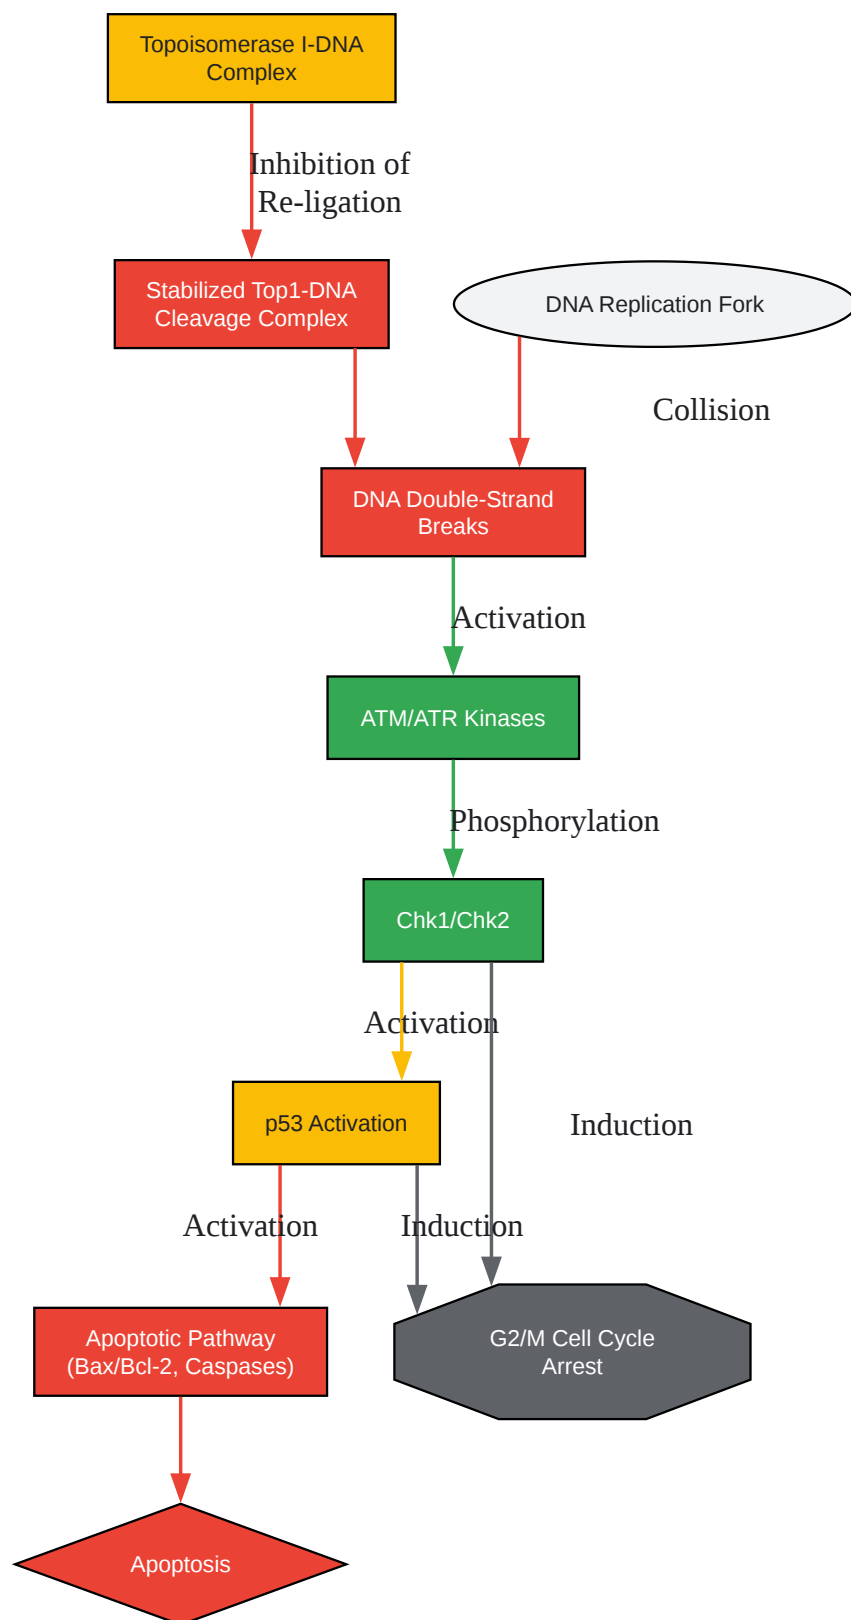 Topoisomerase I-DNA
Complex
Inhibition of
Re-ligation
Stabilized Top1-DNA
Cleavage Complex
DNA Replication Fork
Collision
DNA Double-Strand
Breaks
Activation
ATM/ATR Kinases
Phosphorylation
Chk1/Chk2
Activation
p53 Activation
Induction
Activation
Induction
Apoptotic Pathway
(Bax/Bcl-2, Caspases)
G2/M Cell Cycle
Arrest
Apoptosis